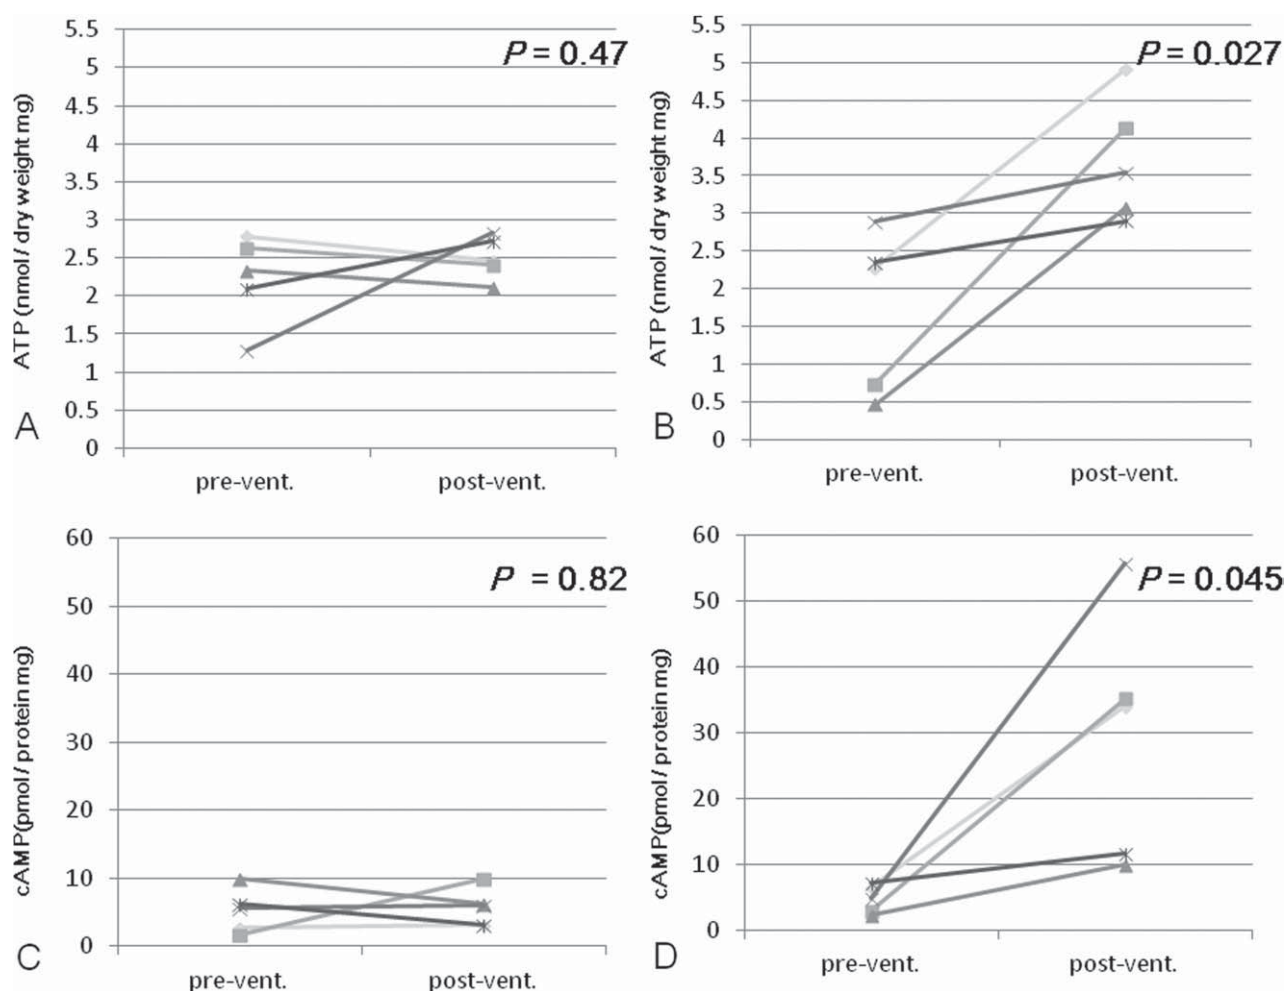 P = 0.47
5.5
5
4.5
4
3.5
3
2.5
2
1.5
1
0.5
0
ATP (nmol / dry weight mg)
A
pre-vent. post-vent.
P = 0.027
5.5
5
4.5
4
3.5
3
2.5
2
1.5
1
0.5
0
ATP (nmol / dry weight mg)
B
pre-vent. post-vent.
P = 0.82
60
50
40
30
20
10
0
cAMP(pmol / protein mg)
C
pre-vent. post-vent.
P = 0.045
60
50
40
30
20
10
0
cAMP(pmol / protein mg)
D
pre-vent. post-vent.